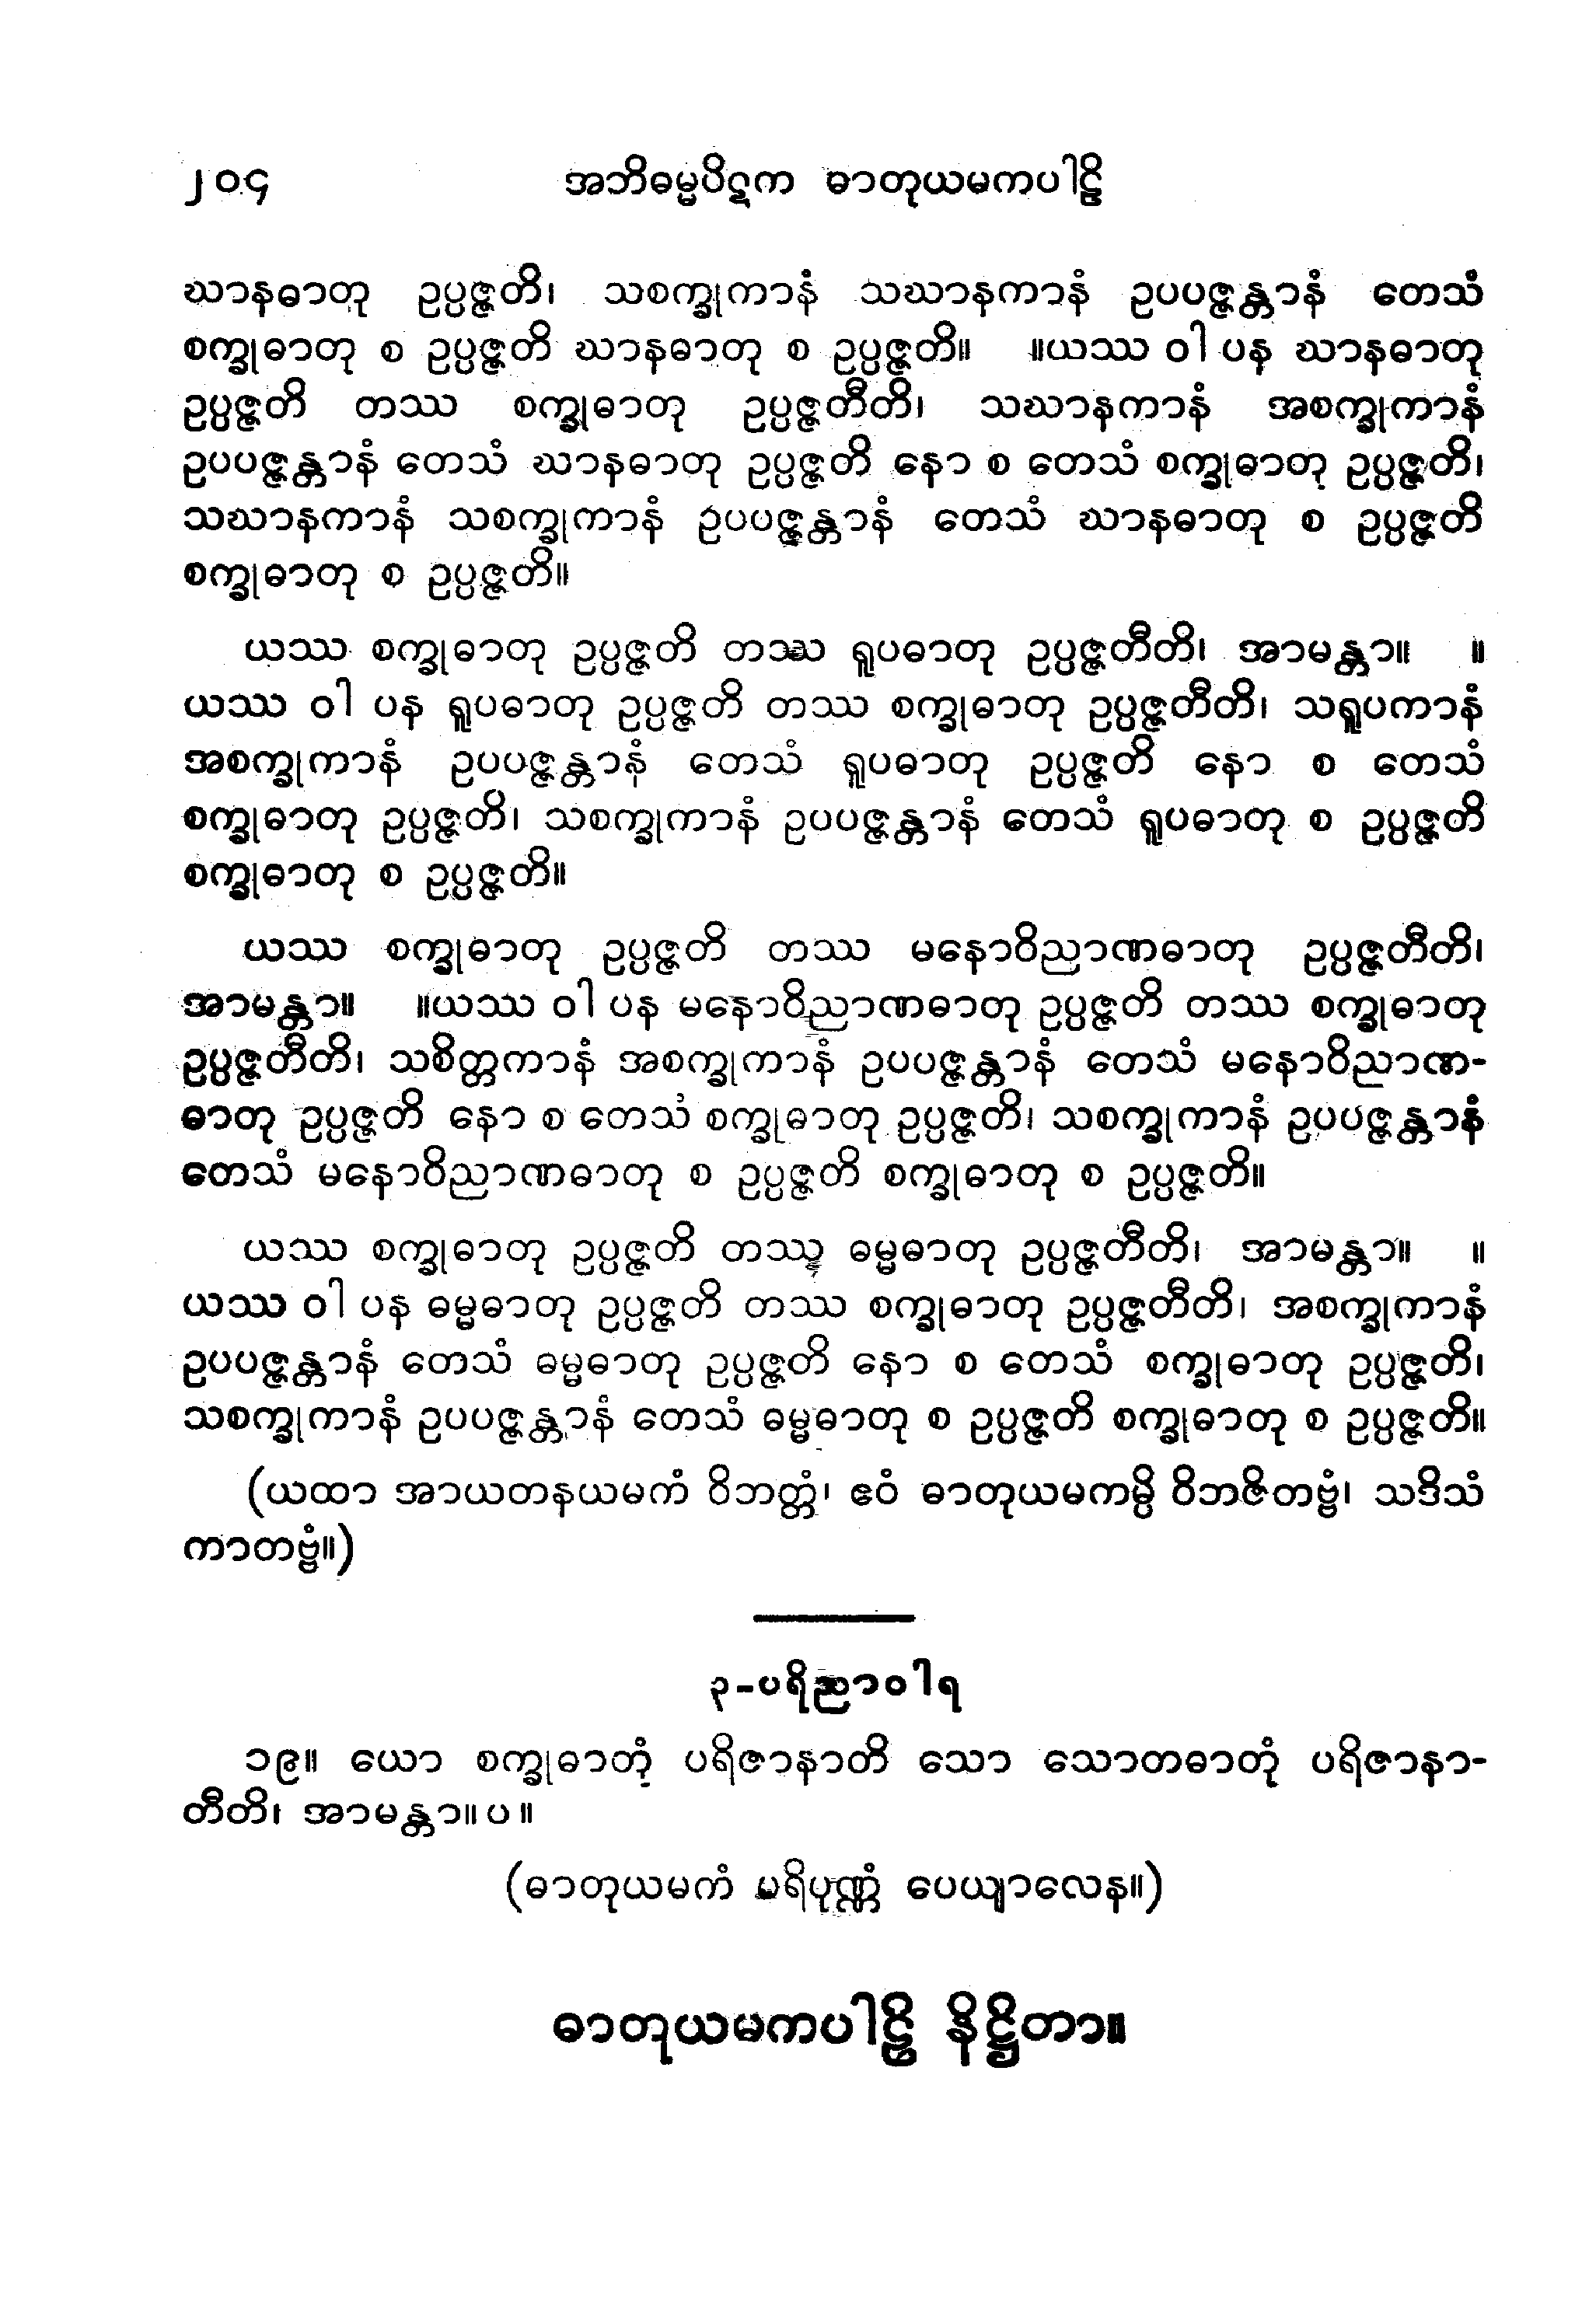 ၂၀၄ အဘိဓမ္မပိဋက ဓာတုယမကပါဠိ
ဃာနဓာတု ဥပ္ပဇ္ဇတိ၊ သစက္ခုကာနံ သဃာနကာနံ ဥပပဇ္ဇန္တာနံ တေသံ
စက္ခုဓာတု စ ဥပ္ပဇ္ဇတိ ဃာနဓာတု စ ဥပ္ပဇ္ဇတိ။ ။ယဿ ဝါ ပန ဃာနဓာတု
ဥပ္ပဇ္ဇတိ တဿ စက္ခုဓာတု ဥပ္ပဇ္ဇတီတိ၊ သဃာနကာနံ အစက္ခုကာနံ
ဥပပဇ္ဇန္တာနံ တေသံ ဃာနဓာတု ဥပ္ပဇ္ဇတိ နော စ တေသံ စက္ခုဓာတု ဥပ္ပဇ္ဇတိ၊
သဃာနကာနံ သစက္ခုကာနံ ဥပပဇ္ဇန္တာနံ တေသံ ဃာနဓာတု စ ဥပ္ပဇ္ဇတိ
စက္ခုဓာတု စ ဥပ္ပဇ္ဇတိ။
ယဿ စက္ခုဓာတု ဥပ္ပဇ္ဇတိ တဿ ရူပဓာတု ဥပ္ပဇ္ဇတီတိ၊ အာမန္တာ။ ။
ယဿ ဝါ ပန ရူပဓာတု ဥပ္ပဇ္ဇတိ တဿ စက္ခုဓာတု ဥပ္ပဇ္ဇတီတိ၊ သရူပကာနံ
အစက္ခုကာနံ ဥပပဇ္ဇန္တာနံ တေသံ ရူပဓာတု ဥပ္ပဇ္ဇတိ နော စ တေသံ
စက္ခုဓာတု ဥပ္ပဇ္ဇတိ၊ သစက္ခုကာနံ ဥပပဇ္ဇန္တာနံ တေသံ ရူပဓာတု စ ဥပ္ပဇ္ဇတိ
စက္ခုဓာတု စ ဥပ္ပဇ္ဇတိ။
ယဿ စက္ခုဓာတု ဥပ္ပဇ္ဇတိ တဿ မနောဝိညာဏဓာတု ဥပ္ပဇ္ဇတီတိ၊
အာမန္တာ။ ။ယဿ ဝါ ပန မနောဝိညာဏဓာတု ဥပ္ပဇ္ဇတိ တဿ စက္ခုဓာတု
ဥပ္ပဇ္ဇတီတိ၊ သစိတ္တကာနံ အစက္ခုကာနံ ဥပပဇ္ဇန္တာနံ တေသံ မနောဝိညာဏ-
ဓာတု ဥပ္ပဇ္ဇတိ နော စ တေသံ စက္ခုဓာတု ဥပ္ပဇ္ဇတိ၊ သစက္ခုကာနံ ဥပပဇ္ဇန္တာနံ
တေသံ မနောဝိညာဏဓာတု စ ဥပ္ပဇ္ဇတိ စက္ခုဓာတု စ ဥပ္ပဇ္ဇတိ။
ယဿ စက္ခုဓာတု ဥပ္ပဇ္ဇတိ တဿ ဓမ္မဓာတု ဥပ္ပဇ္ဇတီတိ၊ အာမန္တာ။ ။
ယဿ ဝါ ပန ဓမ္မဓာတု ဥပ္ပဇ္ဇတိ တဿ စက္ခုဓာတု ဥပ္ပဇ္ဇတီတိ၊ အစက္ခုကာနံ
ဥပပဇ္ဇန္တာနံ တေသံ ဓမ္မဓာတု ဥပ္ပဇ္ဇတိ နော စ တေသံ စက္ခုဓာတု ဥပ္ပဇ္ဇတိ၊
သစက္ခုကာနံ ဥပပဇ္ဇန္တာနံ တေသံ ဓမ္မဓာတု စ ဥပ္ပဇ္ဇတိ စက္ခုဓာတု စ ဥပ္ပဇ္ဇတိ။
(ယထာ အာယတနယမကံ ဝိဘတ္တံ၊ ဧဝံ ဓာတုယမကမ္ပိ ဝိဘဇိတဗ္ဗံ၊ သဒိသံ
ကာတဗ္ဗံ။)
၃-ပရိညာဝါရ
၁၉။ ယော စက္ခုဓာတုံ ပရိဇာနာတိ သော သောတဓာတုံ ပရိဇာနာ-
တီတိ၊ အာမန္တာ။ပ။
(ဓာတုယမကံ ပရိပုဏ္ဏံ ပေယျာလေန။)
ဓာတုယမကပါဠိ နိဋ္ဌိတာ။